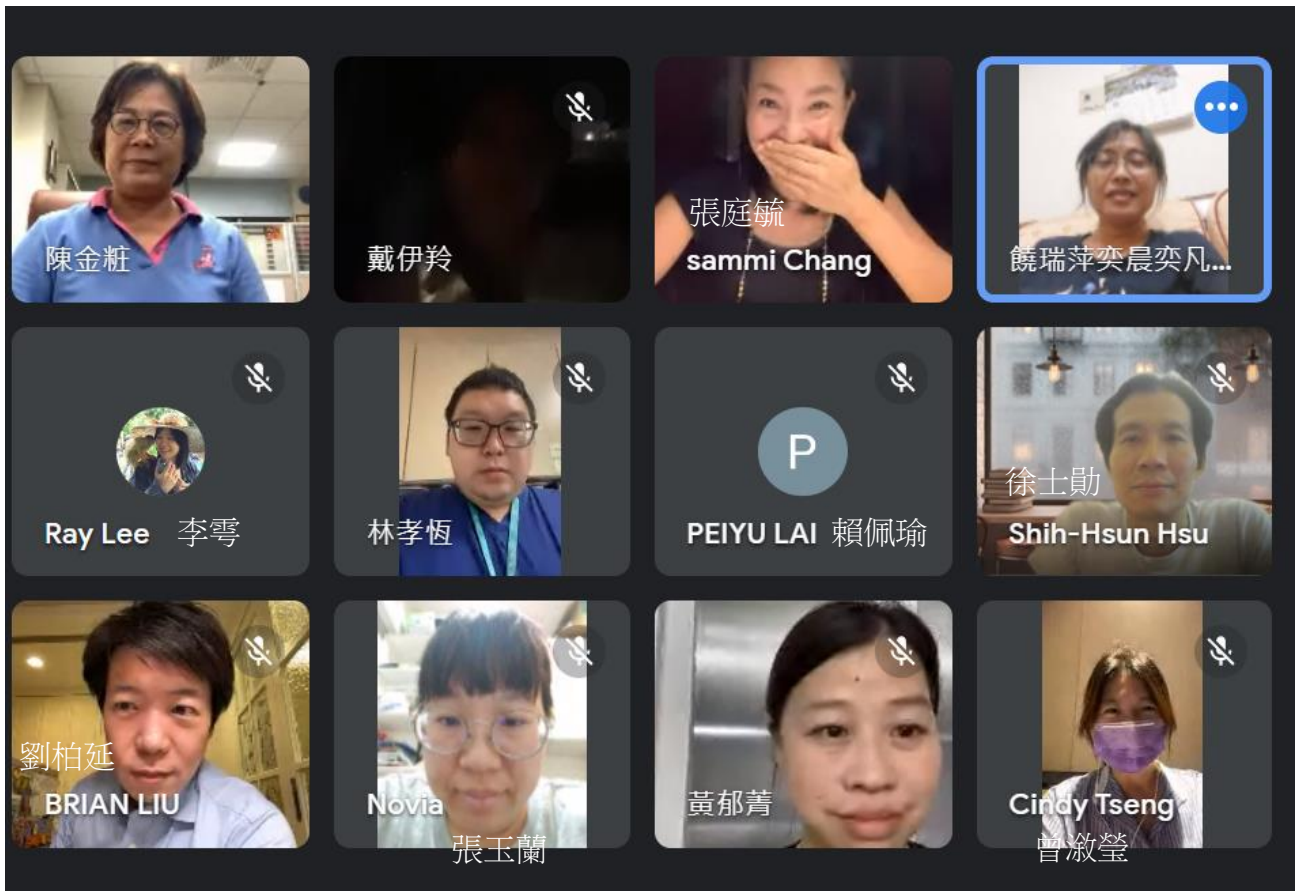 陳金粧
戴伊羚
張庭毓
sammi Chang
饒瑞萍奕晨奕凡...
Ray Lee 李雩
林孝恆
P
PEIYU LAI 賴佩瑜
徐士勛
Shih-Hsun Hsu
劉柏延
BRIAN LIU
Novia
張玉蘭
黃郁菁
Cindy Tseng
曾漵瑩